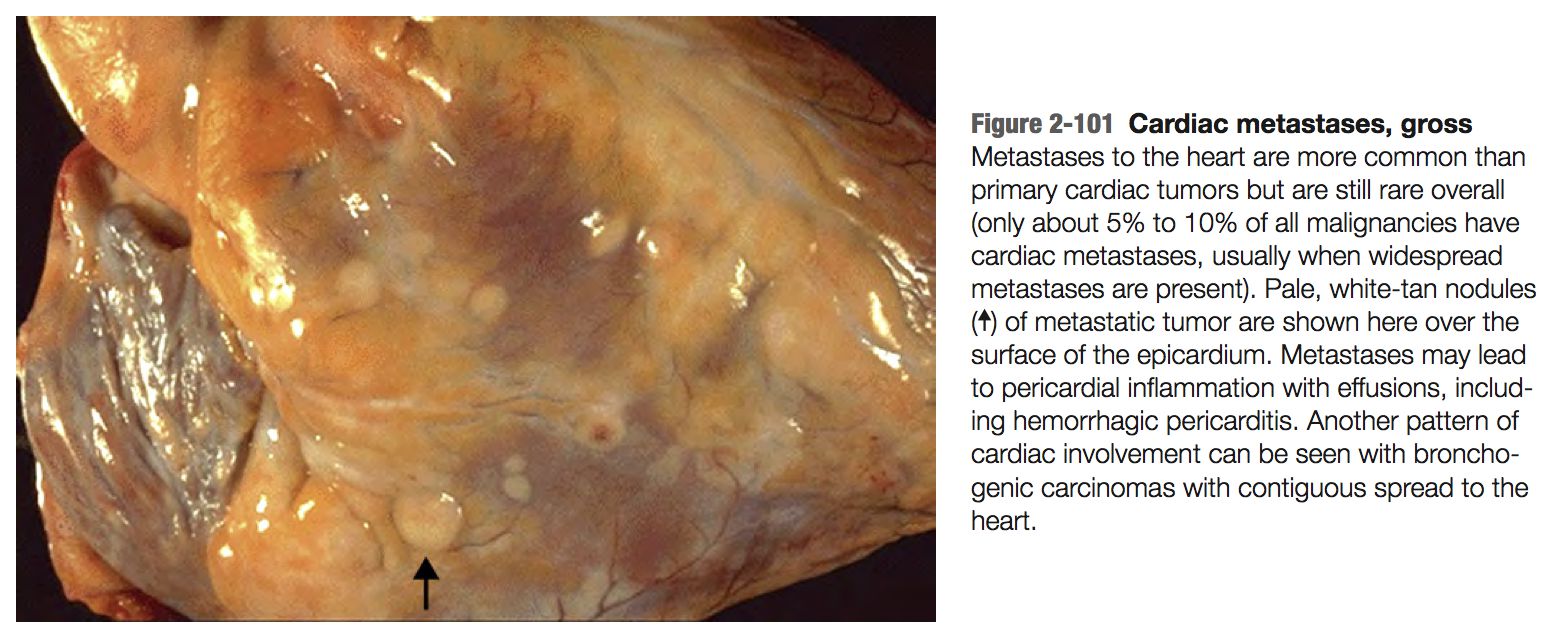 Figure 2-101 Cardiac metastases, gross
Metastases to the heart are more common than
primary cardiac tumors but are still rare overall
(only about 5% to 10% of all malignancies have
cardiac metastases, usually when widespread
metastases are present). Pale, white-tan nodules
(↑) of metastatic tumor are shown here over the
surface of the epicardium. Metastases may lead
to pericardial inflammation with effusions, includ-
ing hemorrhagic pericarditis. Another pattern of
cardiac involvement can be seen with broncho-
genic carcinomas with contiguous spread to the
heart.